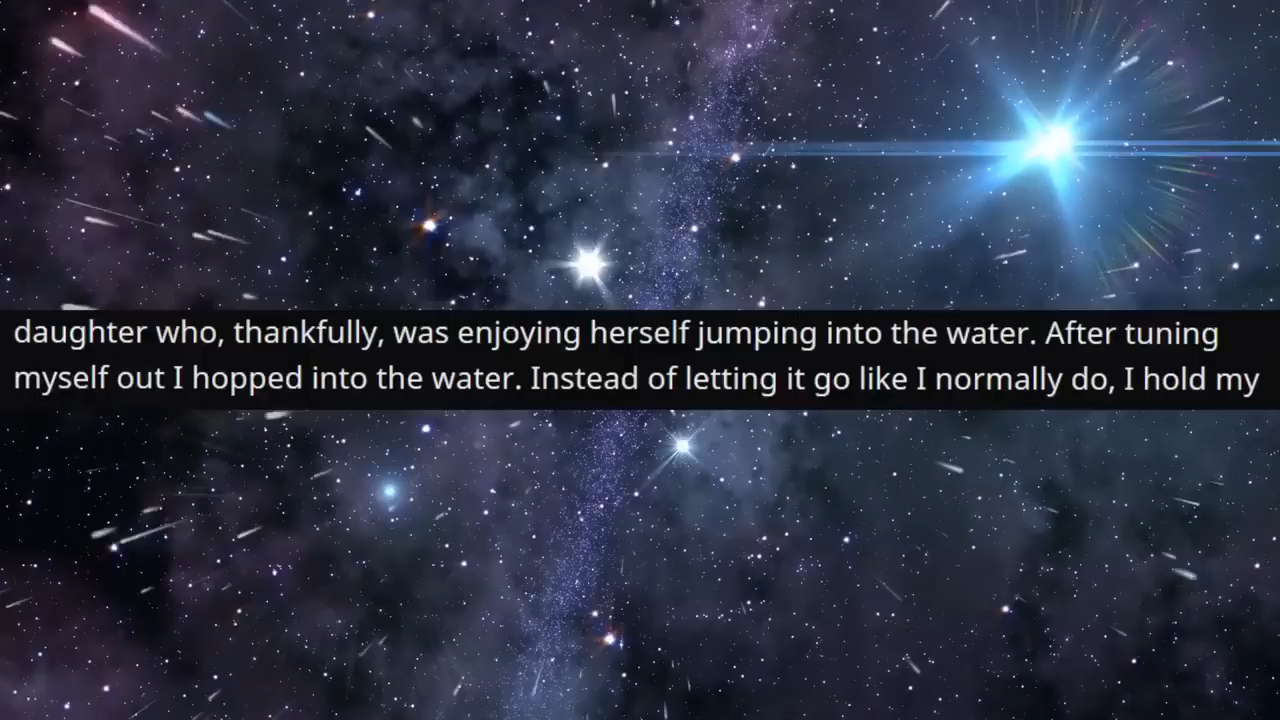 daughter who, thankfully, was enjoying herself jumping into the water. After tuning
myself out I hopped into the water. Instead of letting it go like I normally do, I hold my